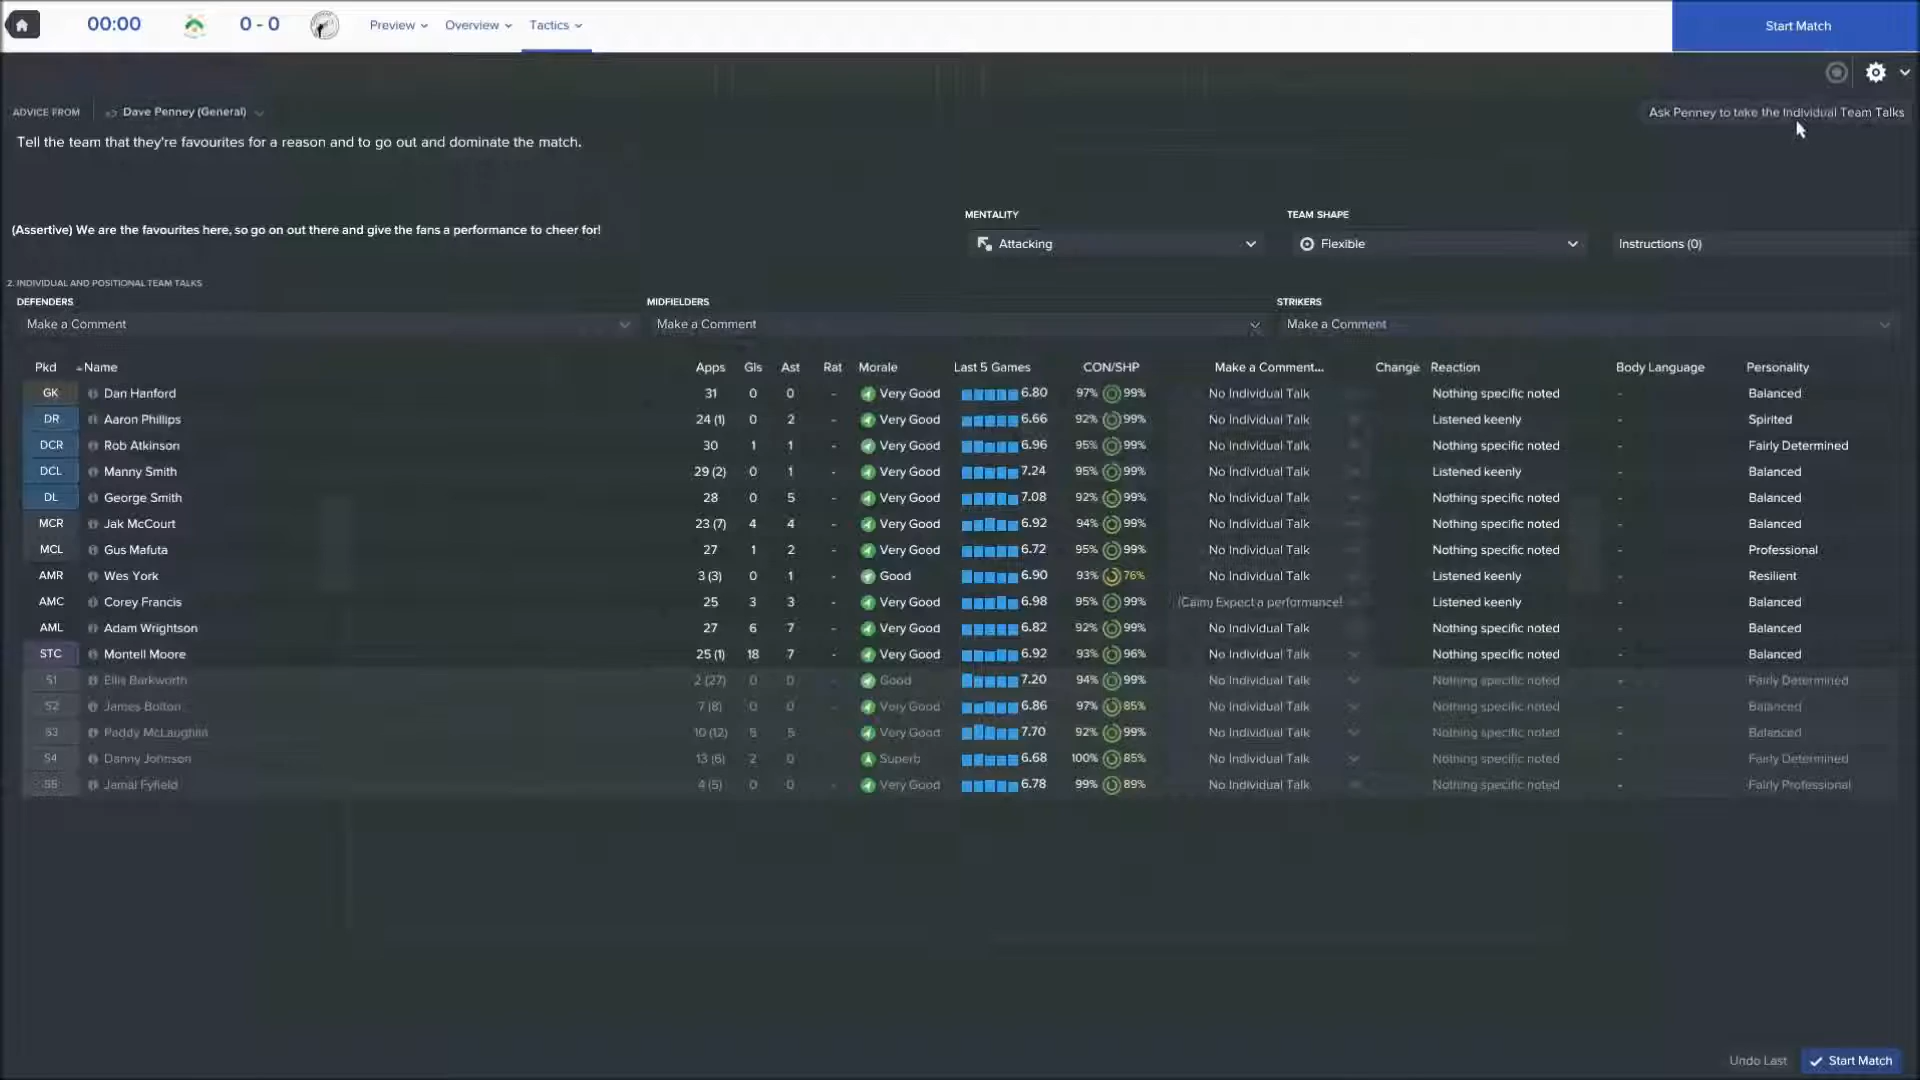 00:00 0 - 0 Preview Overview Tactics Start Match
ADVICE FROM Dave Penney (General) Ask Penney to take the Individual Team Talks
Tell the team that they're favourites for a reason and to go out and dominate the match.
MENTALITY TEAM SHAPE
(Assertive) We are the favourites here, so go on out there and give the fans a performance to cheer for!
Attacking Flexible Instructions (0)
2. INDIVIDUAL AND POSITIONAL TEAM TALKS
DEFENDERS MIDFIELDERS STRIKERS
Make a Comment Make a Comment Make a Comment
Pkd Name Apps Gls Ast Rat Morale Last 5 Games CON/SHP Make a Comment... Change Reaction Body Language Personality
GK Dan Hanford 31 0 0 - Very Good 6.80 97% 99% No Individual Talk Nothing specific noted - Balanced
DR Aaron Phillips 24 (1) 0 2 - Very Good 6.66 92% 99% No Individual Talk Listened keenly - Spirited
DCR Rob Atkinson 30 1 1 - Very Good 6.96 95% 99% No Individual Talk Nothing specific noted - Fairly Determined
DCL Manny Smith 29 (2) 0 1 - Very Good 7.24 95% 99% No Individual Talk Listened keenly - Balanced
DL George Smith 28 0 5 - Very Good 7.08 92% 99% No Individual Talk Nothing specific noted - Balanced
MCR Jak McCourt 23 (7) 4 4 - Very Good 6.92 94% 99% No Individual Talk Nothing specific noted - Balanced
MCL Gus Mafuta 27 1 2 - Very Good 6.72 95% 99% No Individual Talk Nothing specific noted - Professional
AMR Wes York 3 (3) 0 1 - Good 6.90 93% 76% No Individual Talk Listened keenly - Resilient
AMC Corey Francis 25 3 3 - Very Good 6.98 95% 99% (Calm) Expect a performance! Listened keenly - Balanced
AML Adam Wrightson 27 6 7 - Very Good 6.82 92% 99% No Individual Talk Nothing specific noted - Balanced
STC Montell Moore 25 (1) 18 7 - Very Good 6.92 93% 96% No Individual Talk Nothing specific noted - Balanced
S1 Ellis Barkworth 2 (27) 0 0 - Good 7.20 94% 99% No Individual Talk Nothing specific noted - Fairly Determined
S2 James Bolton 7 (8) 0 0 - Very Good 6.86 97% 85% No Individual Talk Nothing specific noted - Balanced
S3 Paddy McLaughlin 10 (12) 5 5 - Very Good 7.70 92% 99% No Individual Talk Nothing specific noted - Balanced
S4 Danny Johnson 13 (6) 2 0 - Superb 6.68 100% 85% No Individual Talk Nothing specific noted - Fairly Determined
S5 Jamal Fyfield 4 (5) 0 0 - Very Good 6.78 99% 89% No Individual Talk Nothing specific noted - Fairly Professional
Undo Last Start Match